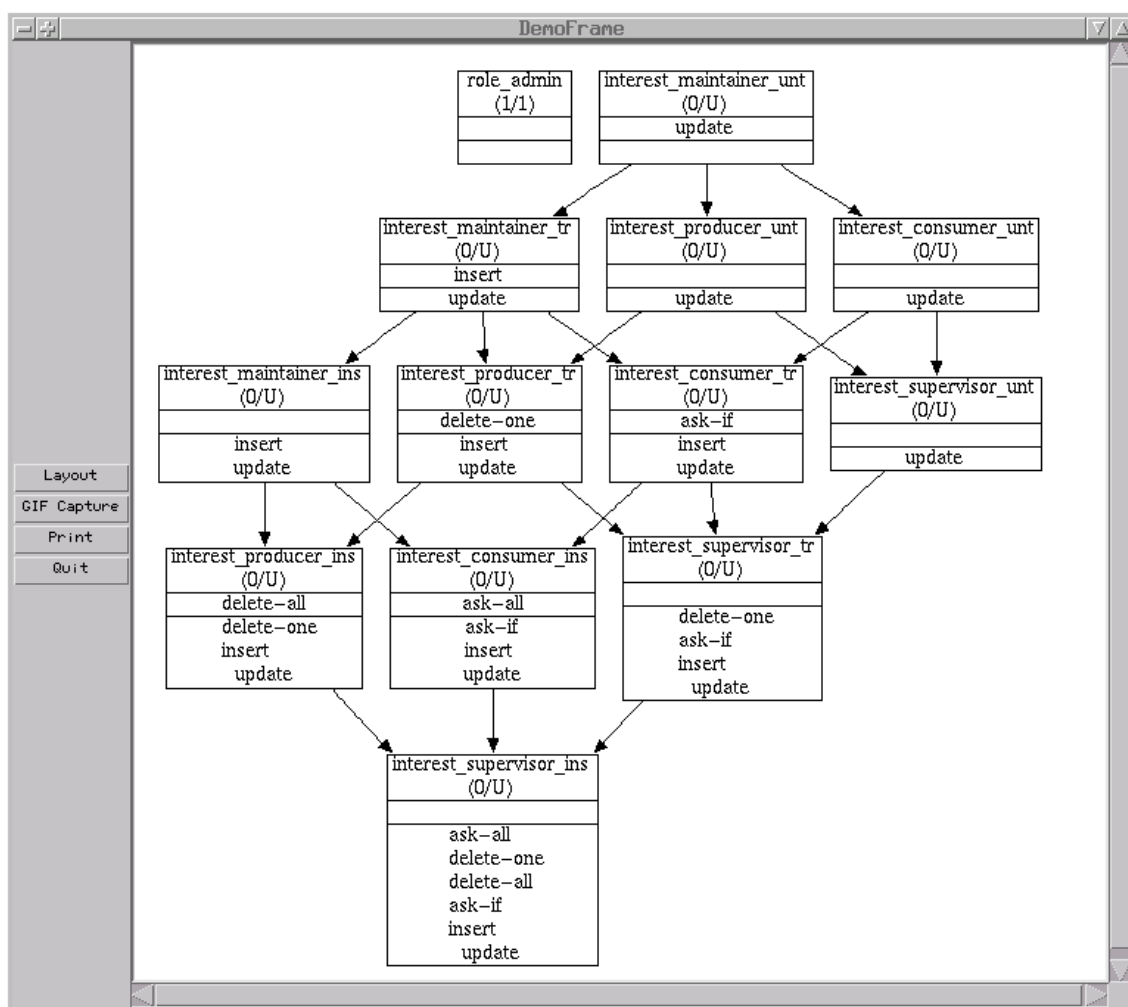 DemoFrame
role_admin
(1/1)
interest_maintainer_unt
(0/U)
update
interest_maintainer_tr
(0/U)
insert
update
interest_producer_unt
(0/U)
update
interest_consumer_unt
(0/U)
update
interest_maintainer_ins
(0/U)
insert
update
interest_producer_tr
(0/U)
delete-one
insert
update
interest_consumer_tr
(0/U)
ask-if
insert
update
interest_supervisor_unt
(0/U)
update
Layout
GIF Capture
Print
Quit
interest_producer_ins
(0/U)
delete-all
delete-one
insert
update
interest_consumer_ins
(0/U)
ask-all
ask-if
insert
update
interest_supervisor_tr
(0/U)
delete-one
ask-if
insert
update
interest_supervisor_ins
(0/U)
ask-all
delete-one
delete-all
ask-if
insert
update